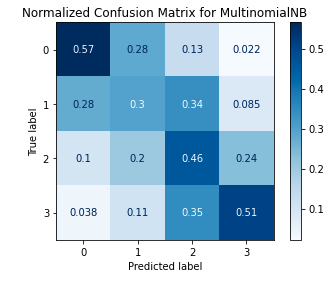 Normalized Confusion Matrix for MultinomialNB
0 0.57 0.28 0.13 0.022
1 0.28 0.3 0.34 0.085
2 0.1 0.2 0.46 0.24
3 0.038 0.11 0.35 0.51
0 1 2 3
Predicted label
True label
0.5
0.4
0.3
0.2
0.1